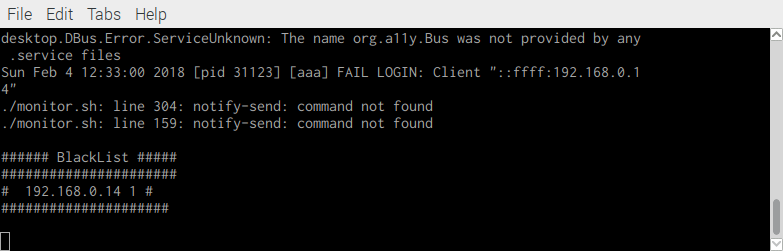 File Edit Tabs Help
desktop.DBus.Error.ServiceUnknown: The name org.a11y.Bus was not provided by any
 .service files
Sun Feb 4 12:33:00 2018 [pid 31123] [aaa] FAIL LOGIN: Client "::ffff:192.168.0.1
4"
./monitor.sh: line 304: notify-send: command not found
./monitor.sh: line 159: notify-send: command not found
###### BlackList #####
######################
#  192.168.0.14 1 #
#####################